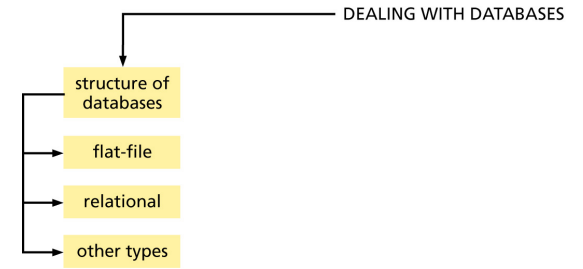 DEALING WITH DATABASES
structure of
databases
flat-file
relational
other types